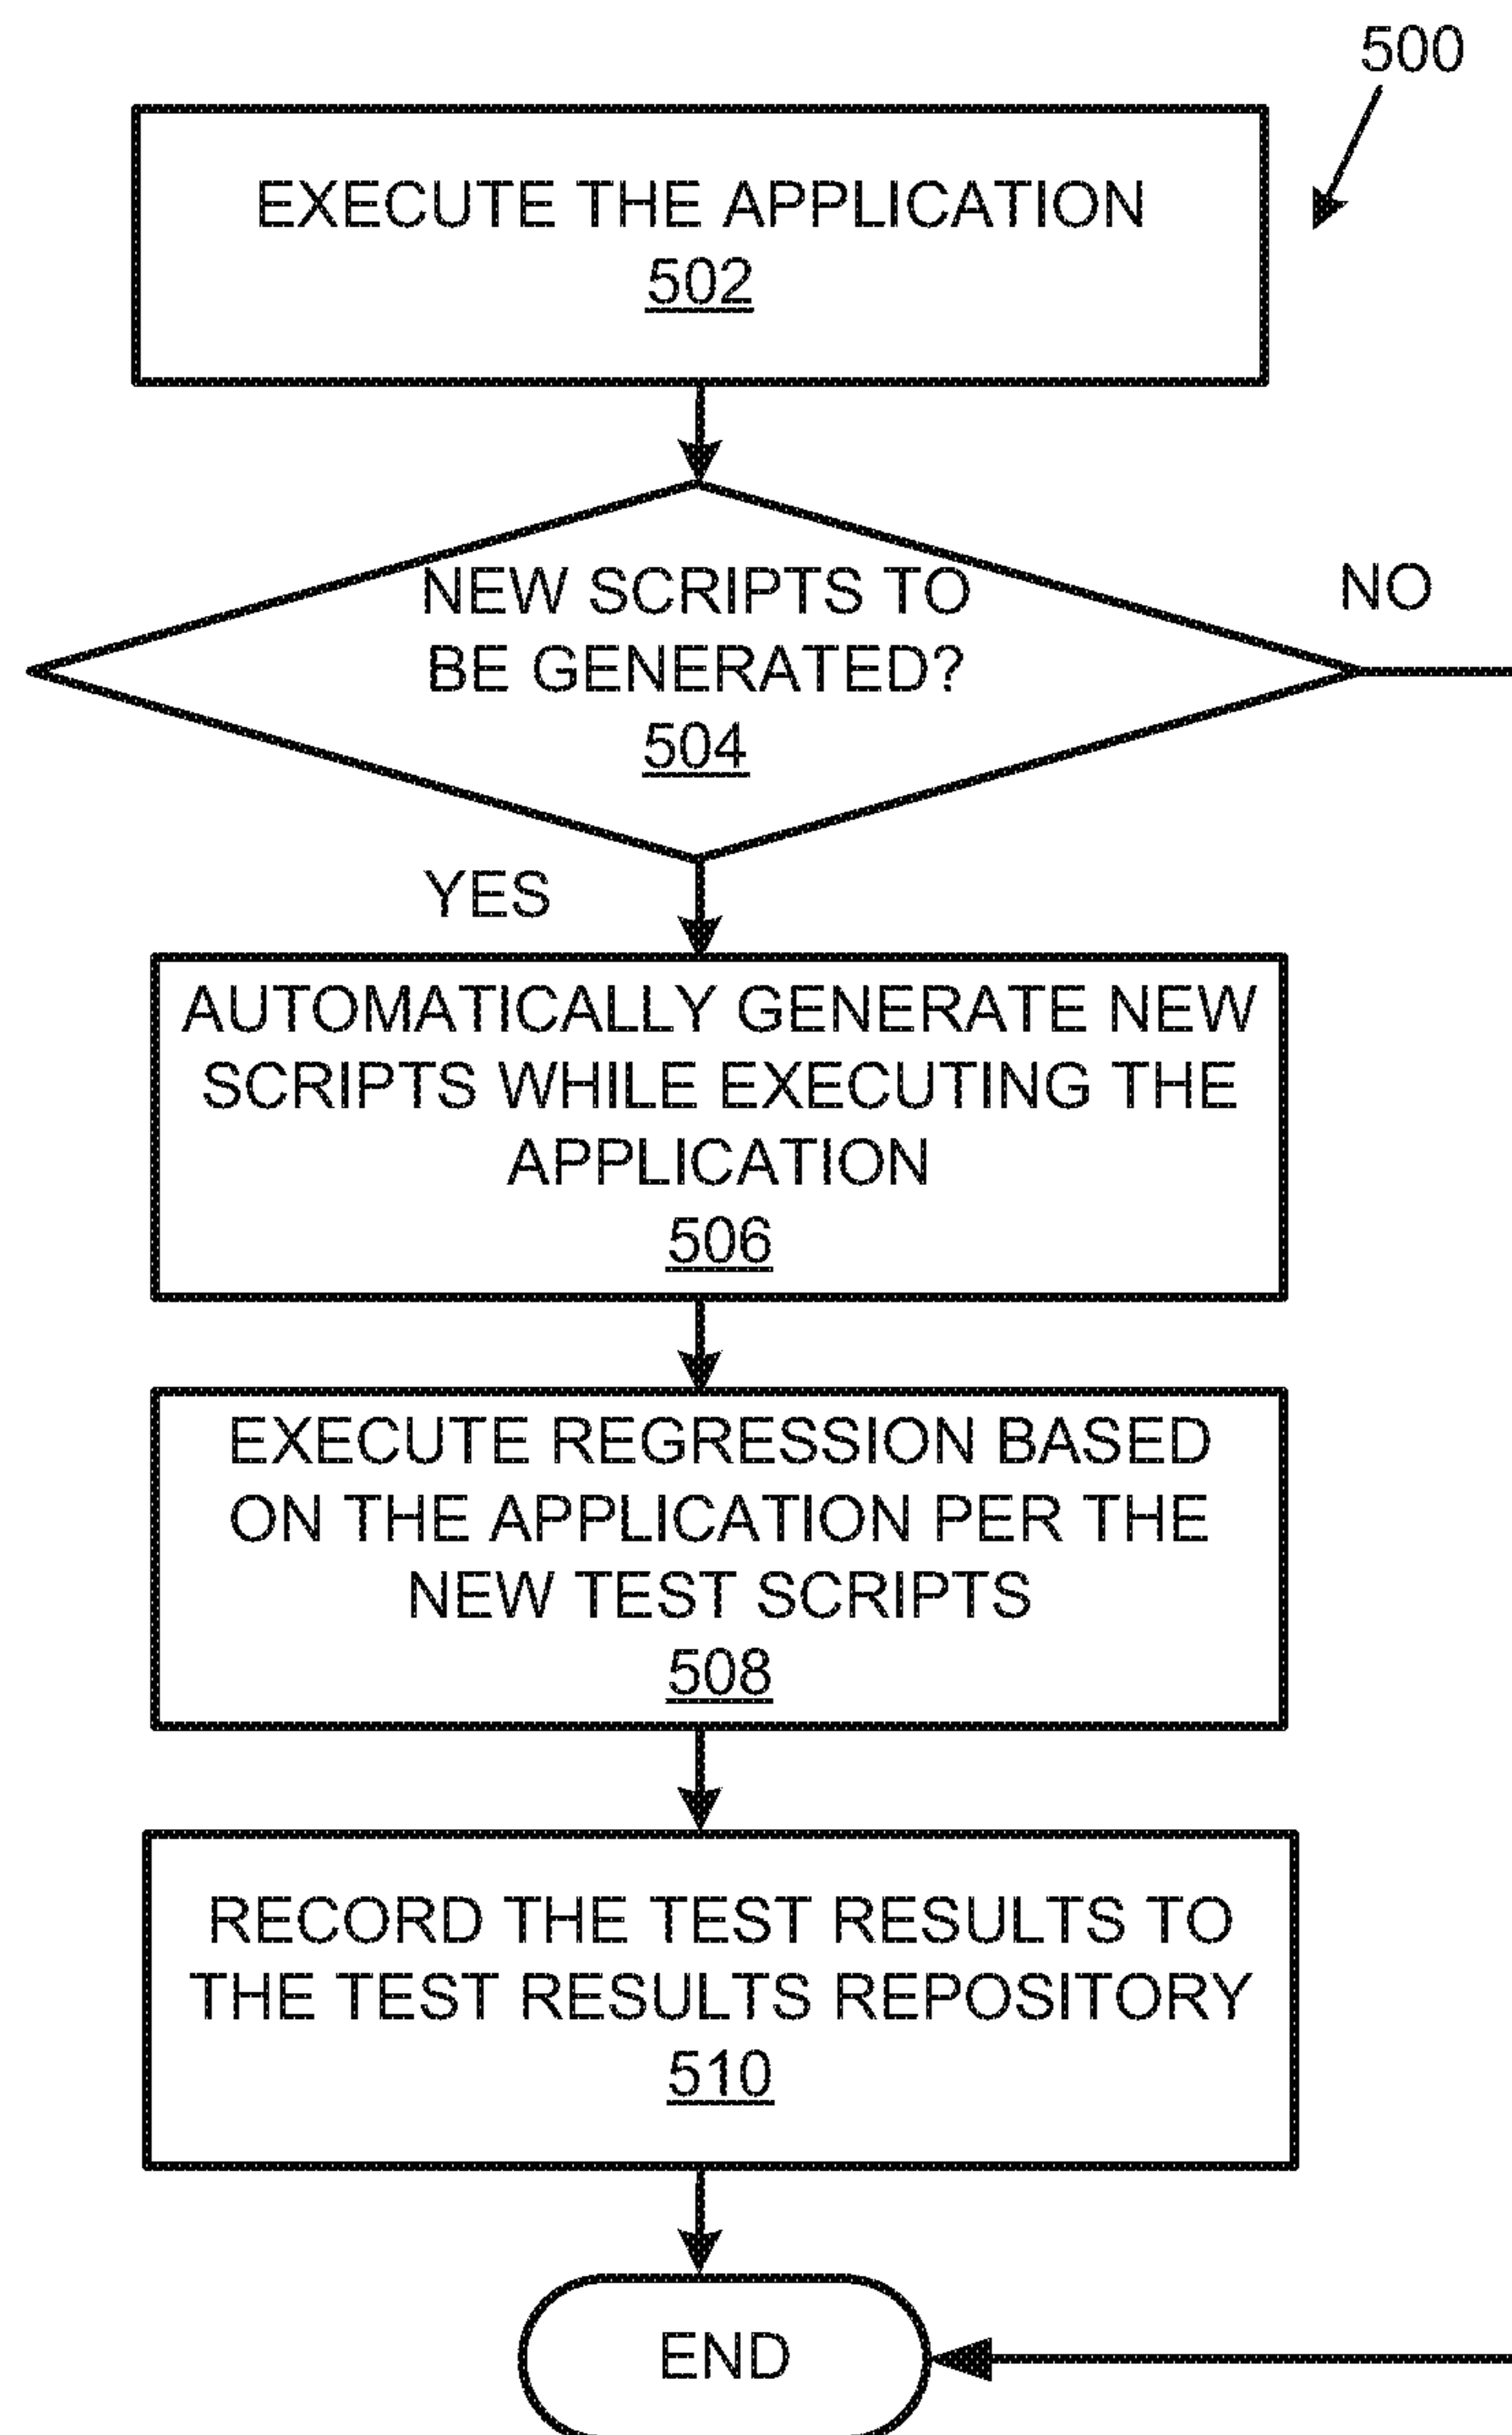 500
EXECUTE THE APPLICATION
502
NEW SCRIPTS TO
BE GENERATED?
504
NO
YES
AUTOMATICALLY GENERATE NEW
SCRIPTS WHILE EXECUTING THE
APPLICATION
506
EXECUTE REGRESSION BASED
ON THE APPLICATION PER THE
NEW TEST SCRIPTS
508
RECORD THE TEST RESULTS TO
THE TEST RESULTS REPOSITORY
510
END